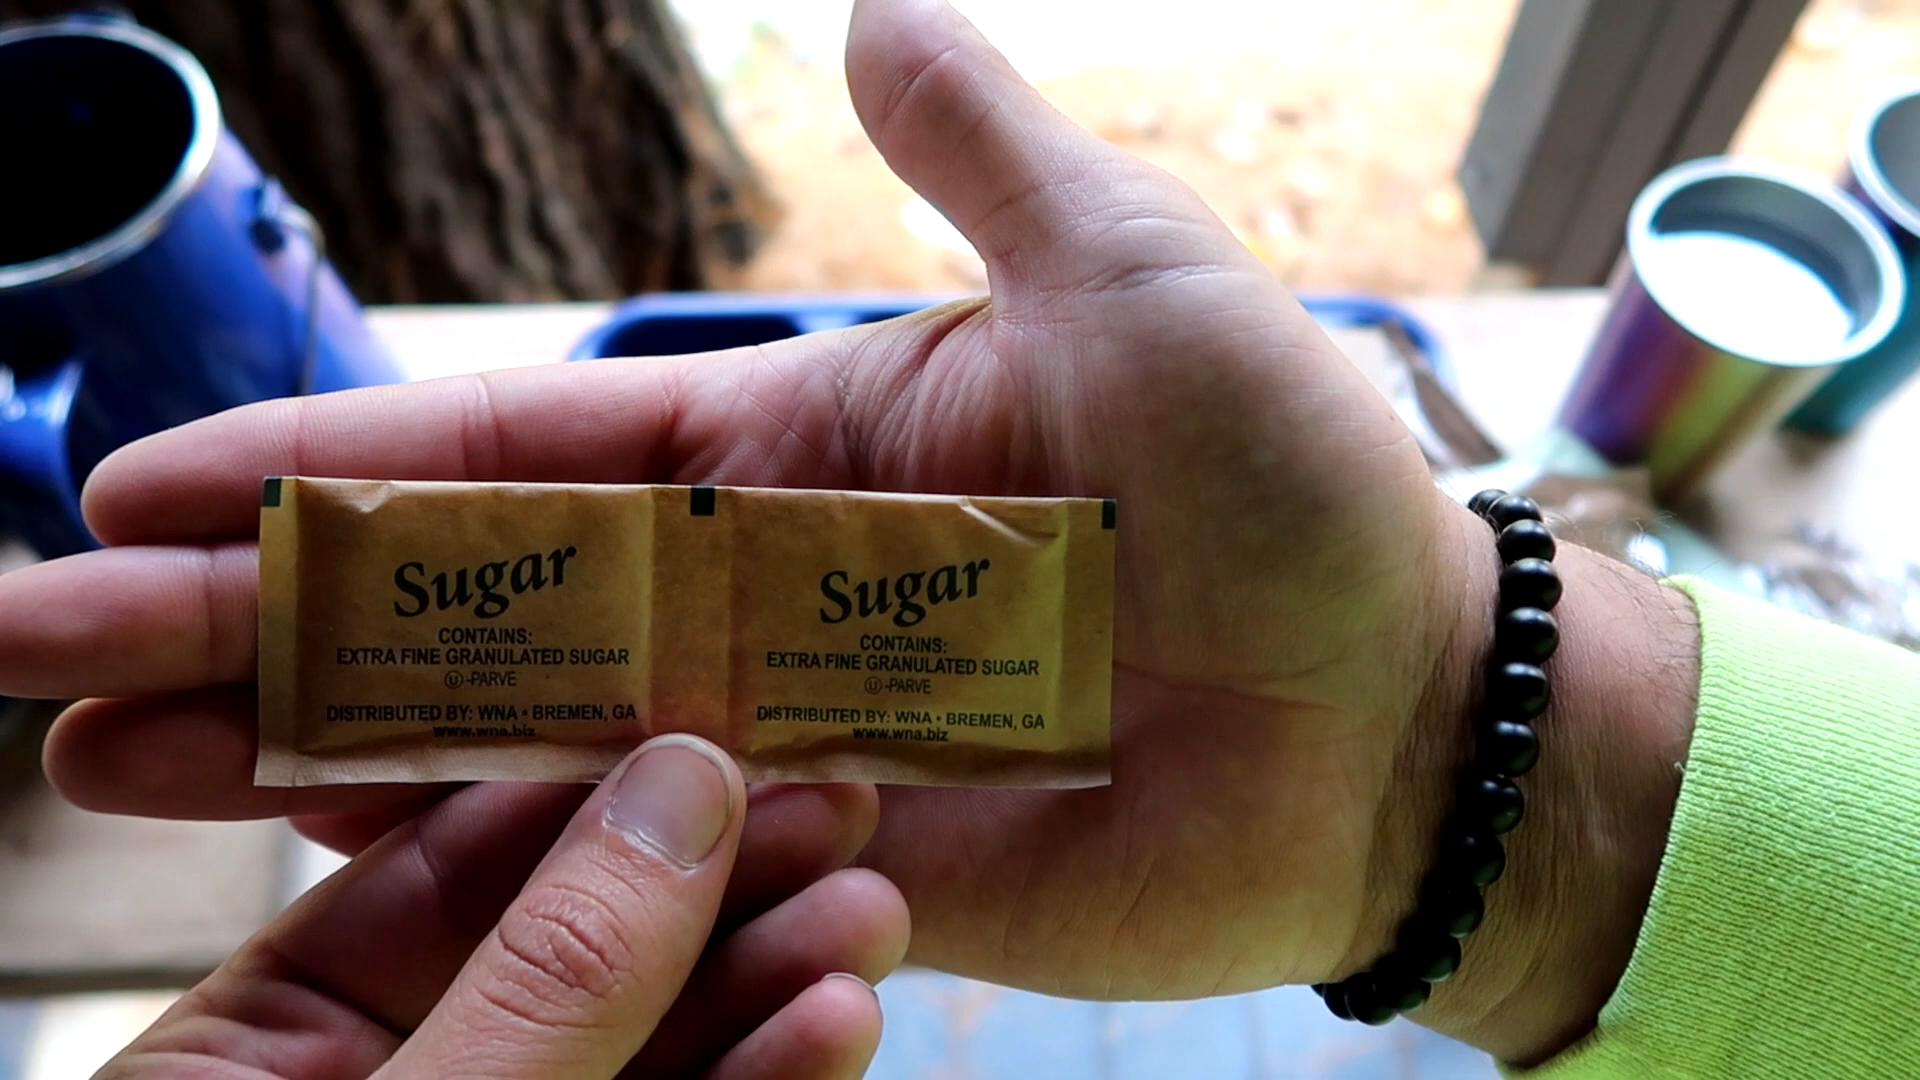 Sugar
CONTAINS:
EXTRA FINE GRANULATED SUGAR
Ⓤ-PARVE
DISTRIBUTED BY: WNA • BREMEN, GA
www.wna.biz
Sugar
CONTAINS:
EXTRA FINE GRANULATED SUGAR
Ⓤ-PARVE
DISTRIBUTED BY: WNA • BREMEN, GA
www.wna.biz